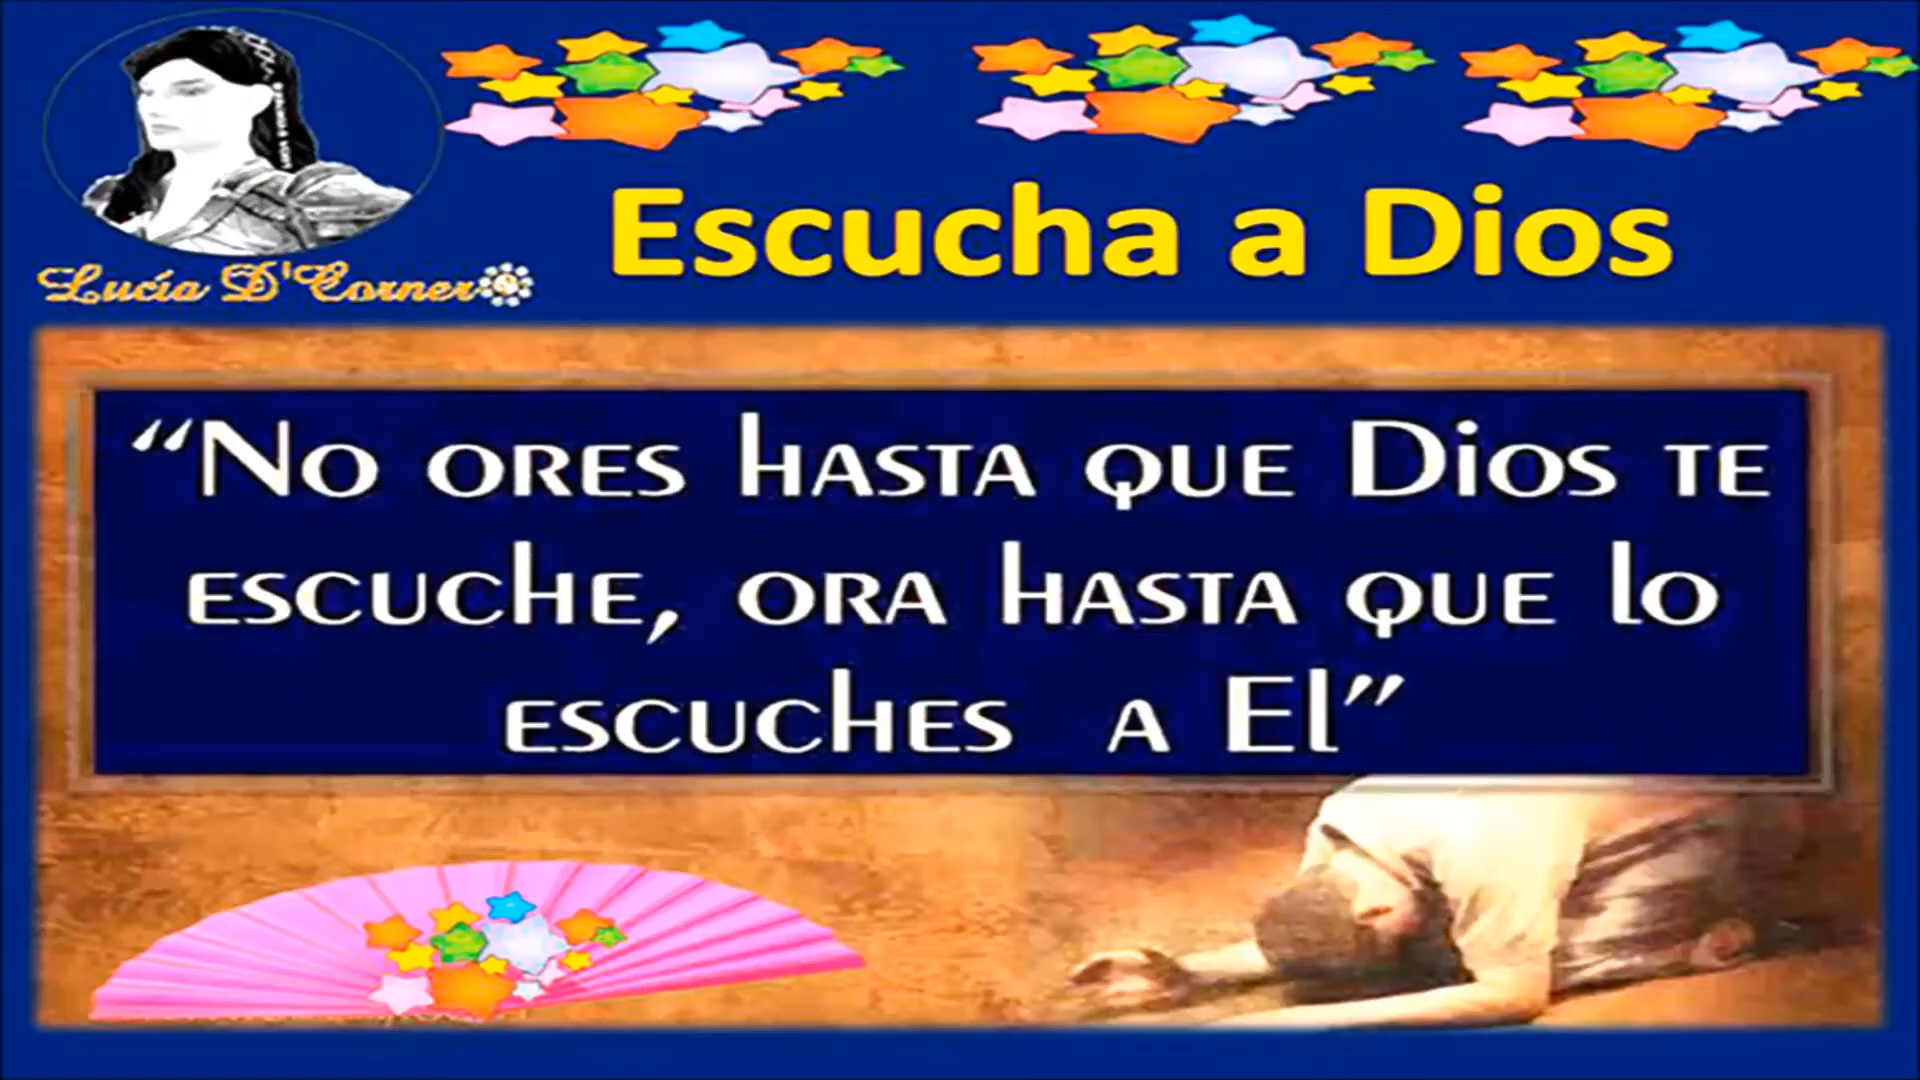 Lucía D'Corner
Escucha a Dios
“No ores hasta que Dios te
escuche, ora hasta que lo
escuches a El”